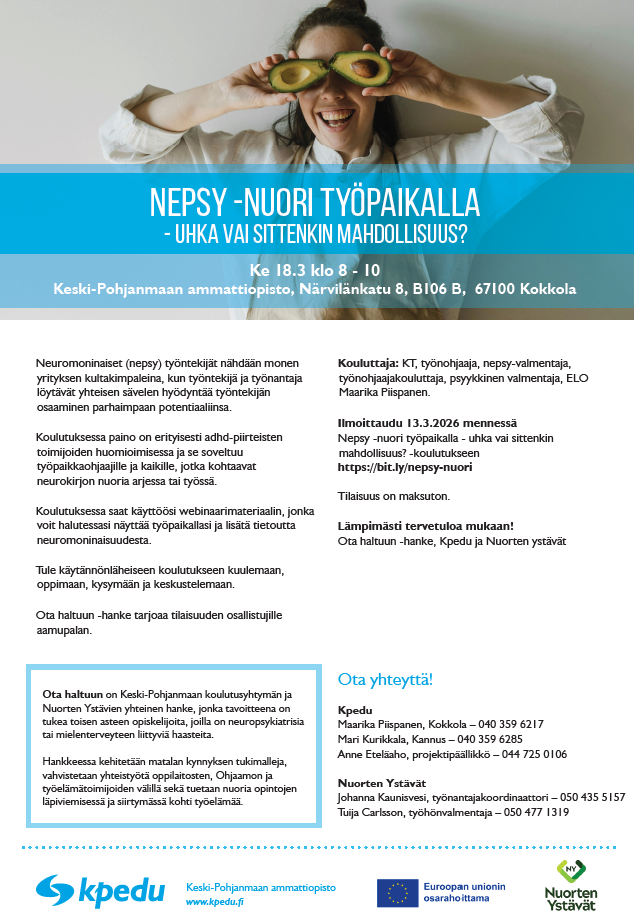 NEPSY -NUORI TYÖPAIKALLA
- UHKA VAI SITTENKIN MAHDOLLISUUS?
Ke 18.3 klo 8 - 10
Keski-Pohjanmaan ammattiopisto, Närvilänkatu 8, B106 B, 67100 Kokkola
Neuromoninaiset (nepsy) työntekijät nähdään monen
yrityksen kultakimpaleina, kun työntekijä ja työnantaja
löytävät yhteisen sävelen hyödyntää työntekijän
osaaminen parhaimpaan potentiaaliinsa.
Koulutuksessa paino on erityisesti adhd-piirteisten
toimijoiden huomioimisessa ja se soveltuu
työpaikkaohjaajille ja kaikille, jotka kohtaavat
neurokirjon nuoria arjessa tai työssä.
Koulutuksessa saat käyttöösi webinaarimateriaalin, jonka
voit halutessasi näyttää työpaikallasi ja lisätä tietoutta
neuromoninaisuudesta.
Tule käytännönläheiseen koulutukseen kuulemaan,
oppimaan, kysymään ja keskustelemaan.
Ota haltuun -hanke tarjoaa tilaisuuden osallistujille
aamupalan.
Kouluttaja: KT, työnohjaaja, nepsy-valmentaja,
työnohjaajakouluttaja, psyykkinen valmentaja, ELO
Maarika Piispanen.
Ilmoittaudu 13.3.2026 mennessä
Nepsy -nuori työpaikalla - uhka vai sittenkin
mahdollisuus? -koulutukseen
https://bit.ly/nepsy-nuori
Tilaisuus on maksuton.
Lämpimästi tervetuloa mukaan!
Ota haltuun -hanke, Kpedu ja Nuorten ystävät
Ota haltuun on Keski-Pohjanmaan koulutusyhtymän ja
Nuorten Ystävien yhteinen hanke, jonka tavoitteena on
tukea toisen asteen opiskelijoita, joilla on neuropsykiatrisia
tai mielenterveyteen liittyviä haasteita.
Hankkeessa kehitetään matalan kynnyksen tukimalleja,
vahvistetaan yhteistyötä oppilaitosten, Ohjaamon ja
työelämätoimijoiden välillä sekä tuetaan nuoria opintojen
läpiviemisessä ja siirtymässä kohti työelämää.
Ota yhteyttä!
Kpedu
Maarika Piispanen, Kokkola – 040 359 6217
Mari Kurikkala, Kannus – 040 359 6285
Anne Eteläaho, projektipäällikkö – 044 725 0106
Nuorten Ystävät
Johanna Kaunisvesi, työnantajakoordinaattori – 050 435 5157
Tuija Carlsson, työhönvalmentaja – 050 477 1319
kpedu
Keski-Pohjanmaan ammattiopisto
www.kpedu.fi
Euroopan unionin
osarahoittama
NY
Nuorten
Ystävät